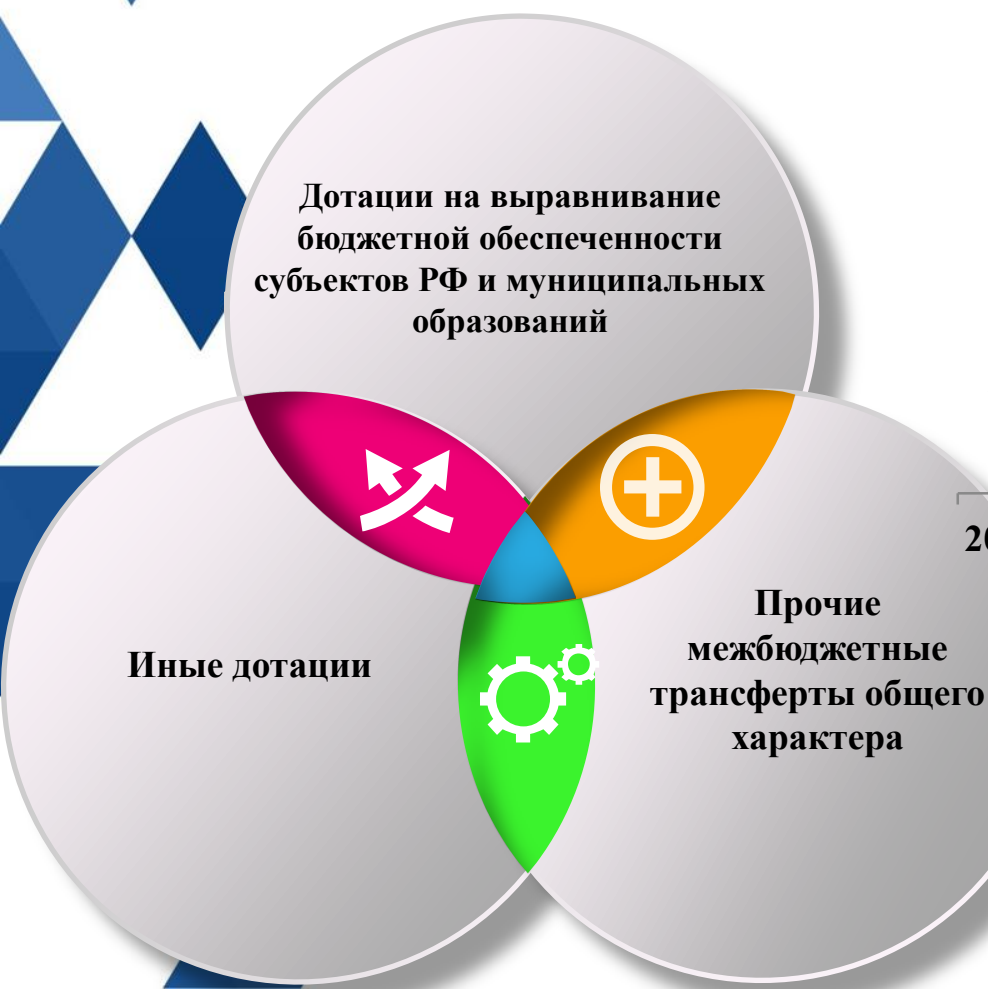 Дотации на выравнивание
бюджетной обеспеченности
субъектов РФ и муниципальных
образований
Иные дотации
Прочие
межбюджетные
трансферты общего
характера